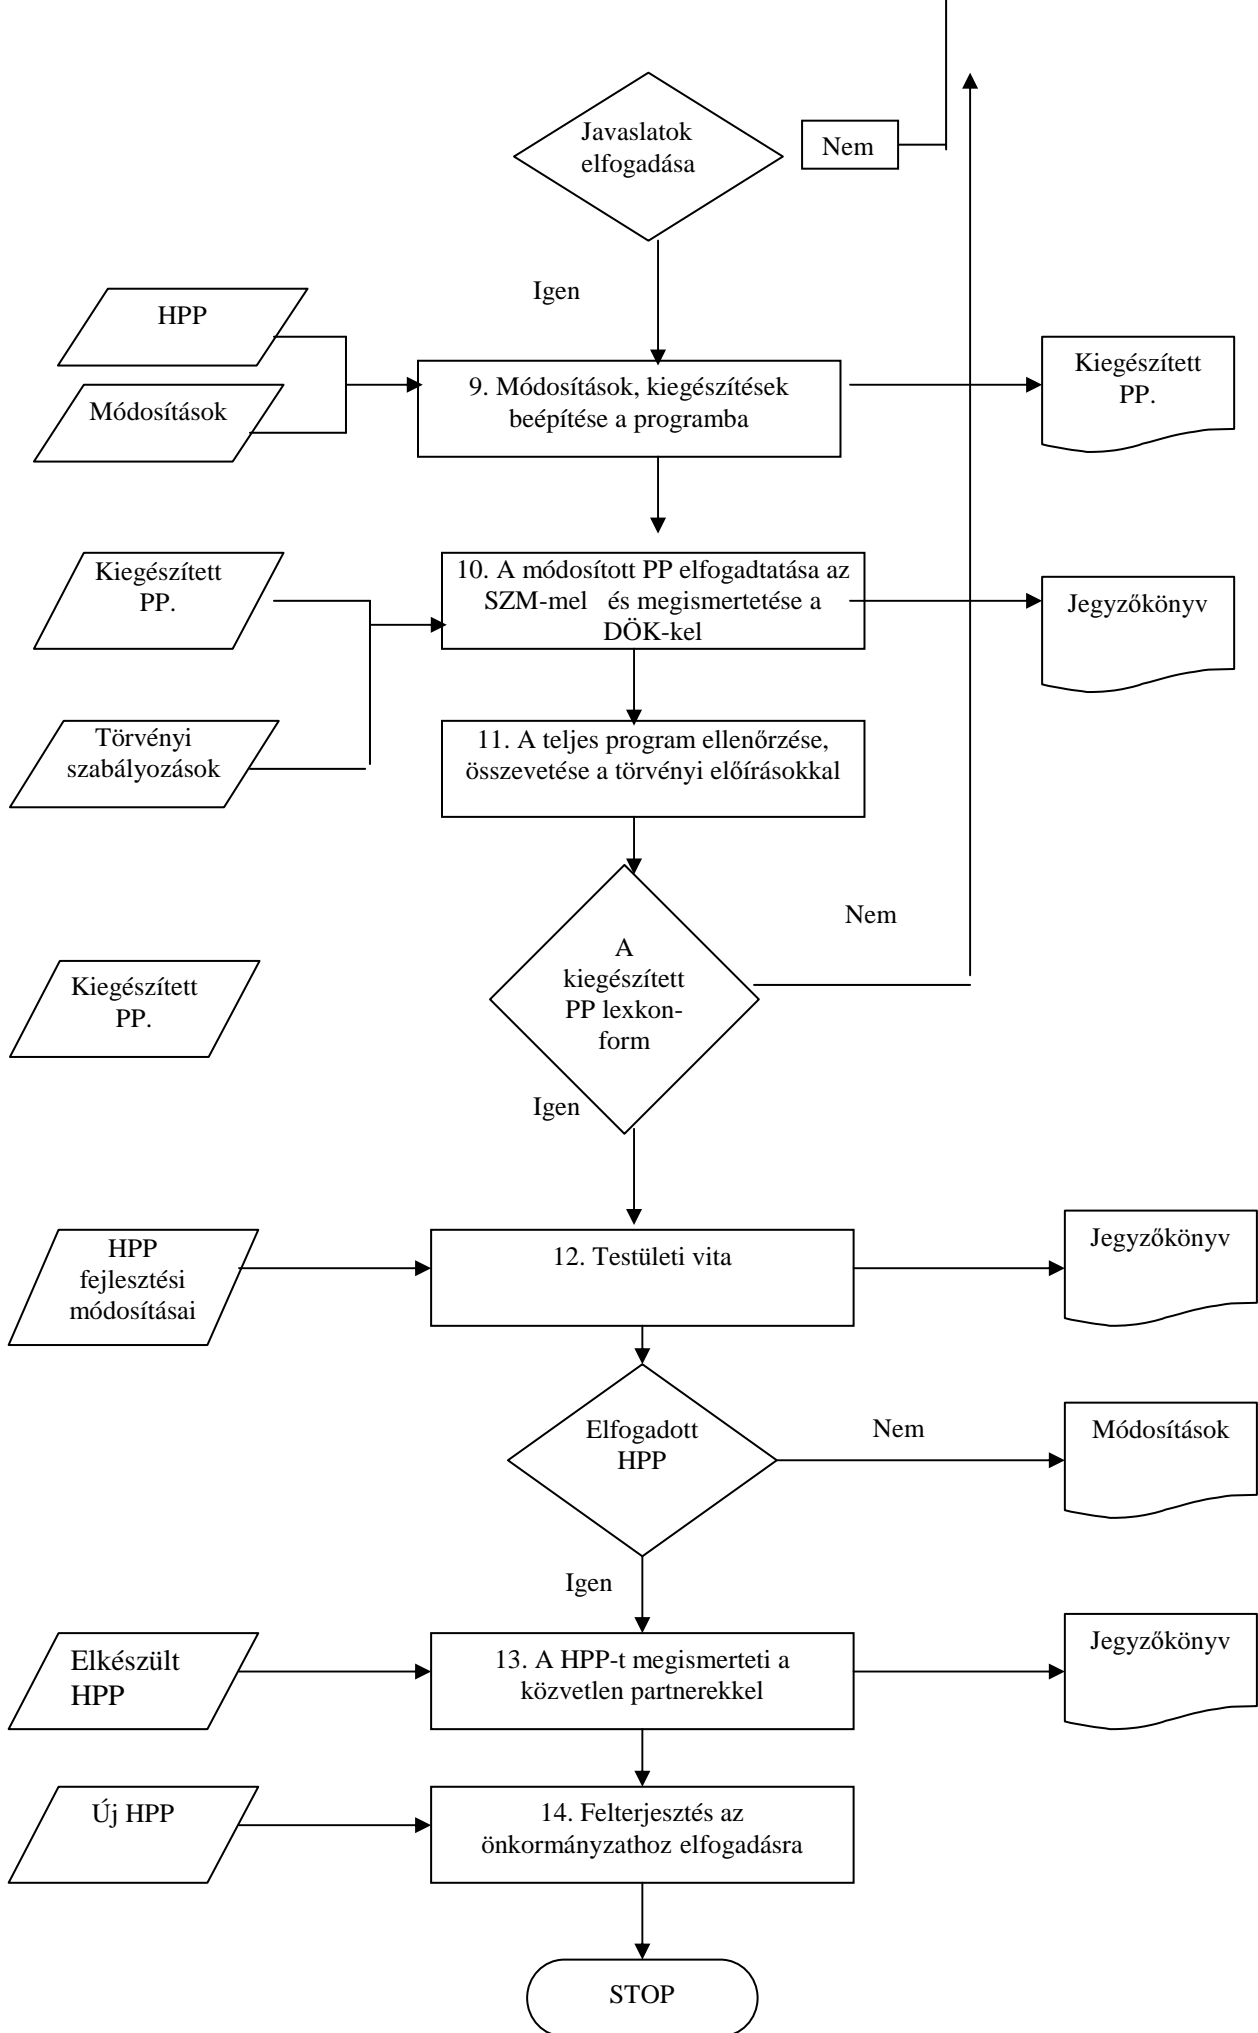 Javaslatok
elfogadása
Nem
Igen
HPP
Módosítások
9. Módosítások, kiegészítések
beépítése a programba
Kiegészített
PP.
Kiegészített
PP.
10. A módosított PP elfogadtatása az
SZM-mel és megismertetése a
DÖK-kel
Jegyzőkönyv
Törvényi
szabályozások
11. A teljes program ellenőrzése,
összevetése a törvényi előírásokkal
Nem
A
kiegészített
PP lexkon-
form
Kiegészített
PP.
Igen
HPP
fejlesztési
módosításai
12. Testületi vita
Jegyzőkönyv
Elfogadott
HPP
Nem
Módosítások
Igen
Elkészült
HPP
13. A HPP-t megismerteti a
közvetlen partnerekkel
Jegyzőkönyv
Új HPP
14. Felterjesztés az
önkormányzathoz elfogadásra
STOP